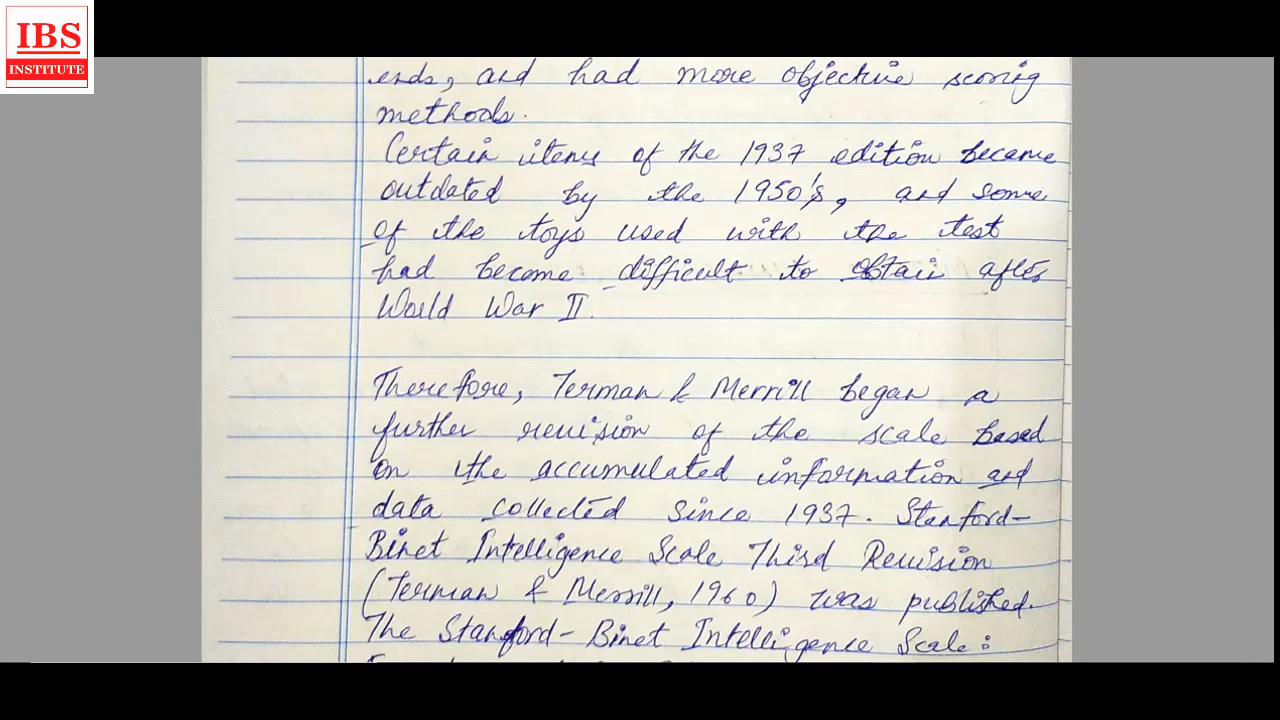 IBS
INSTITUTE
ends, and had more objective scoring
methods.
Certain items of the 1937 edition became
outdated by the 1950's, and some
of the toys used with the test
had become difficult to obtain after
World War II.
Therefore, Terman & Merrill began a
further revision of the scale based
on the accumulated information and
data collected since 1937. Stanford-
Binet Intelligence Scale Third Revision
(Terman & Merrill, 1960) was published.
The Stanford-Binet Intelligence Scale: